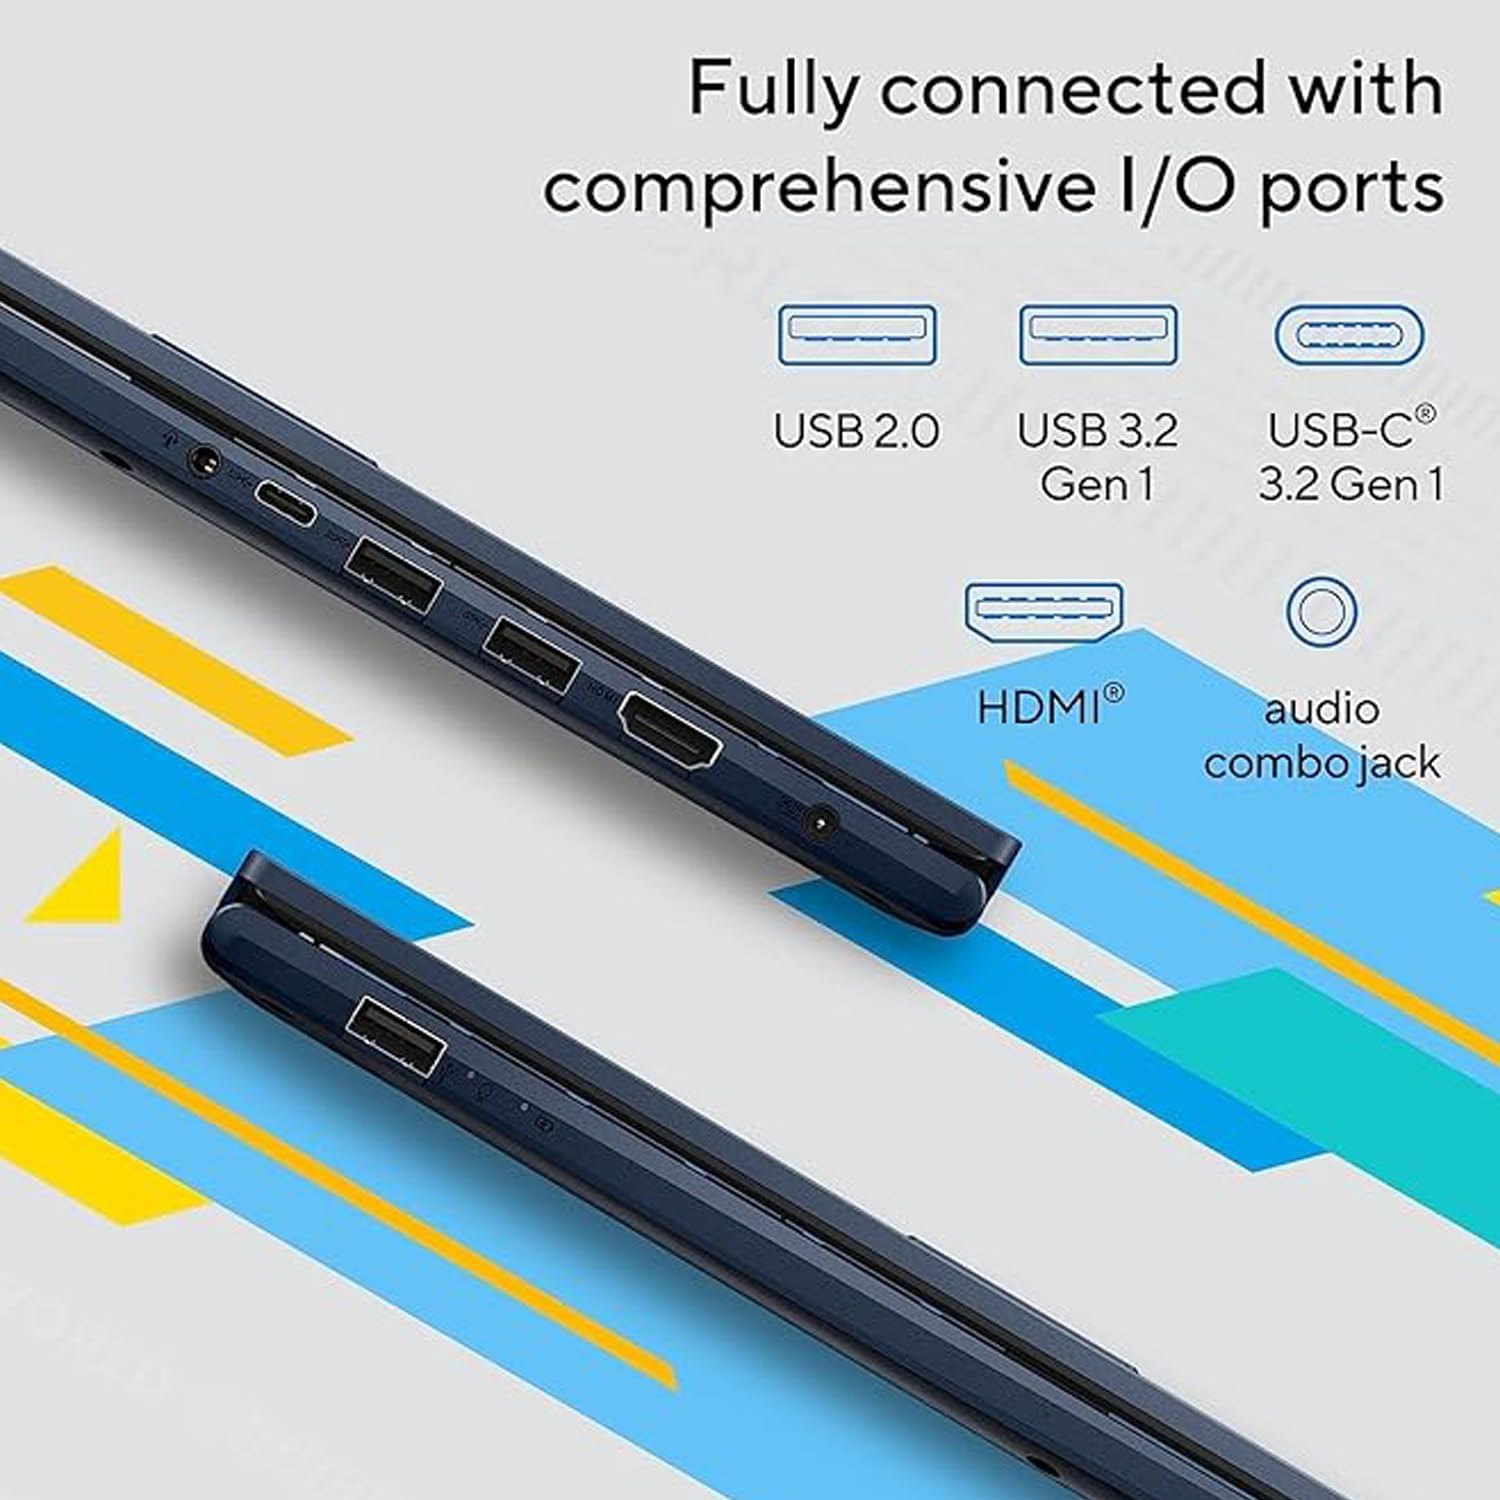 Fully connected with
comprehensive I/O ports
USB 2.0
USB 3.2
Gen 1
USB-C®
3.2 Gen 1
HDMI®
audio
combo jack
HDMI